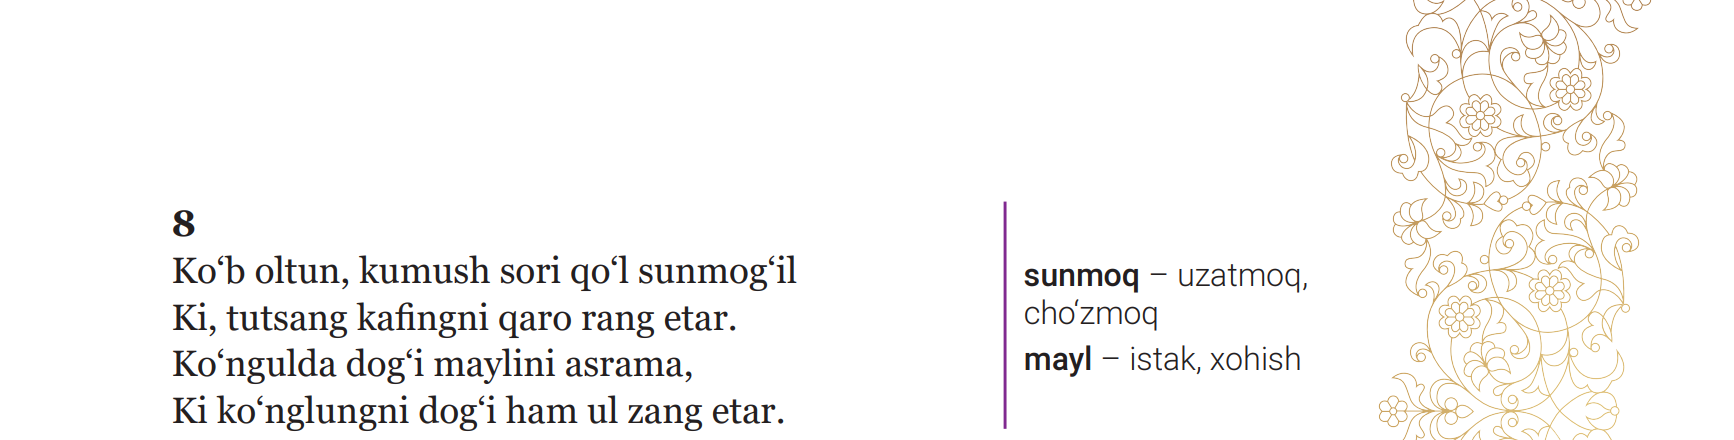 8
Ko‘b oltun, kumush sori qo‘l sunmog‘il
Ki, tutsang kafingni qaro rang etar.
Ko‘ngulda dog‘i maylini asrama,
Ki ko‘nglungni dog‘i ham ul zang etar.
sunmoq – uzatmoq,
cho‘zmoq
mayl – istak, xohish